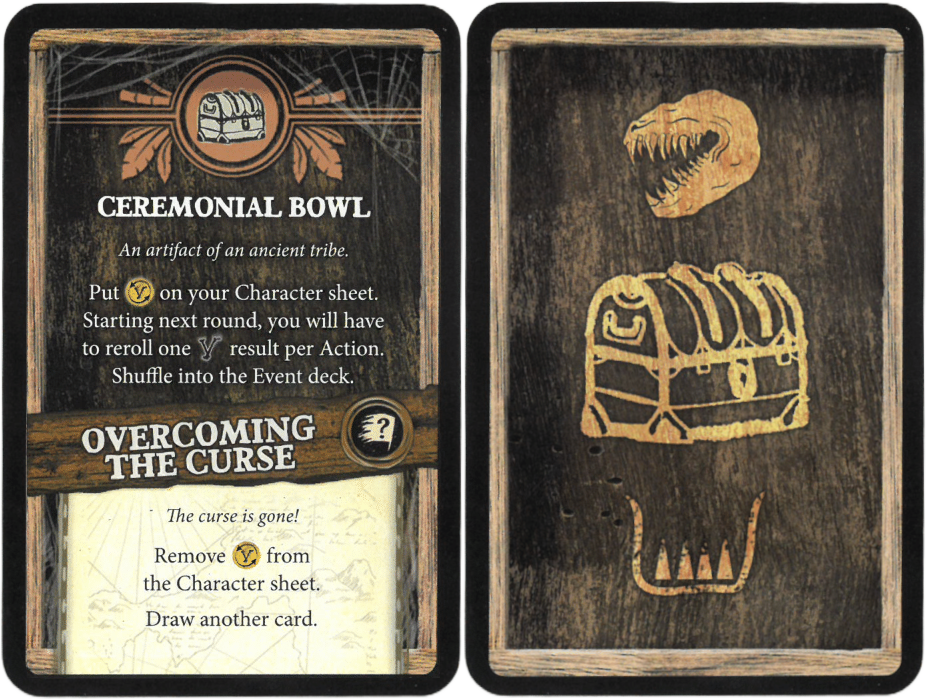 CEREMONIAL BOWL
An artifact of an ancient tribe.
Put on your Character sheet.
Starting next round, you will have
to reroll one result per Action.
Shuffle into the Event deck.
OVERCOMING
THE CURSE
?
The curse is gone!
Remove from
the Character sheet.
Draw another card.